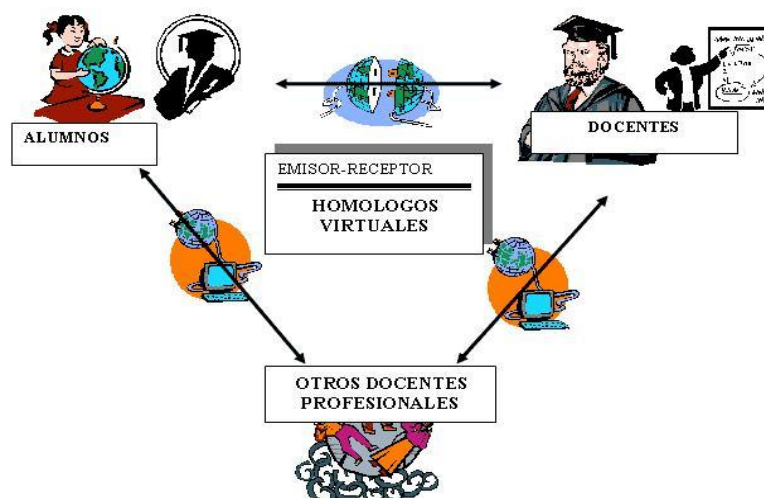 ALUMNOS
DOCENTES
EMISOR-RECEPTOR
HOMOLOGOS
VIRTUALES
OTROS DOCENTES
PROFESIONALES